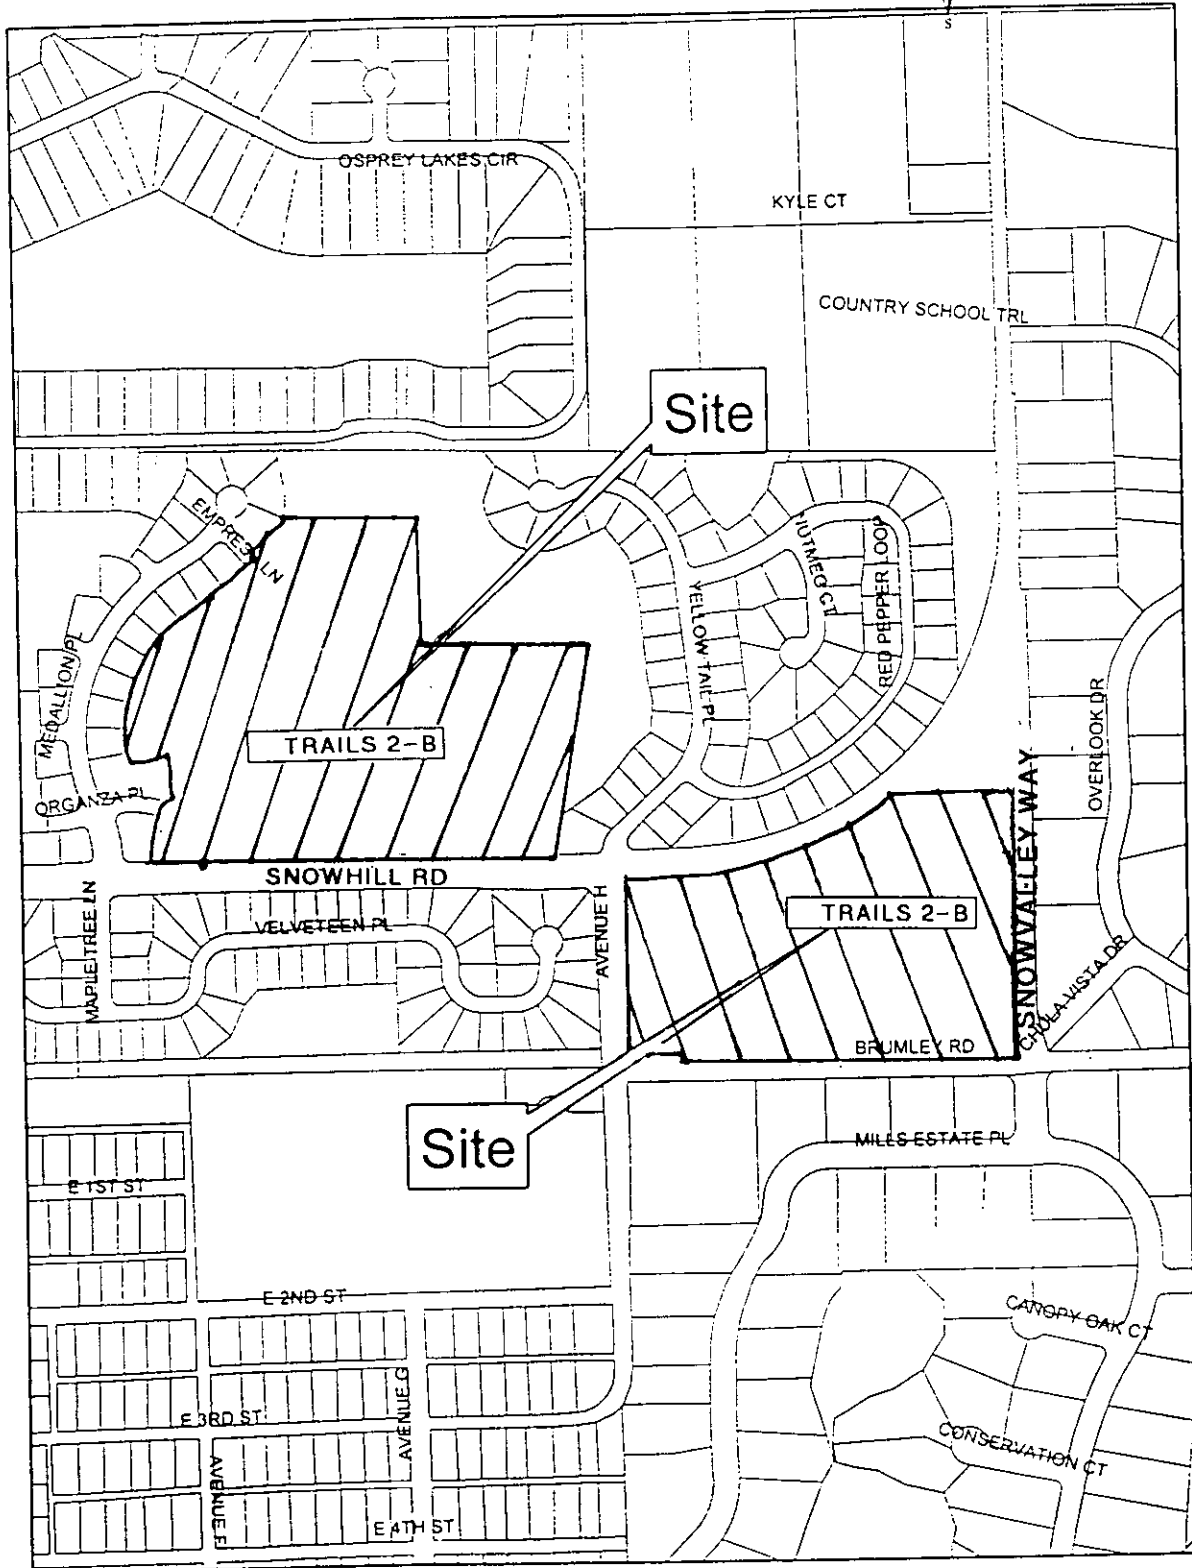 S
OSPREY LAKES CIR
KYLE CT
COUNTRY SCHOOL TRL
Site
EMPRESS LN
NUTMEG CT
RED PEPPER LOOP
YELLOW TAIL PL
MEDALLION PL
OVERLOOK DR
TRAILS 2-B
ORGANZA PL
SNOWVALLEY WAY
SNOWHILL RD
MAPLE TREE LN
VELVETEEN PL
AVENUE H
TRAILS 2-B
CHULA VISTA DR
BRUMLEY RD
Site
MILLS ESTATE PL
E 1ST ST
E 2ND ST
CANOPY OAK CT
AVENUE G
E 3RD ST
CONSERVATION CT
AVENUE F
E 4TH ST